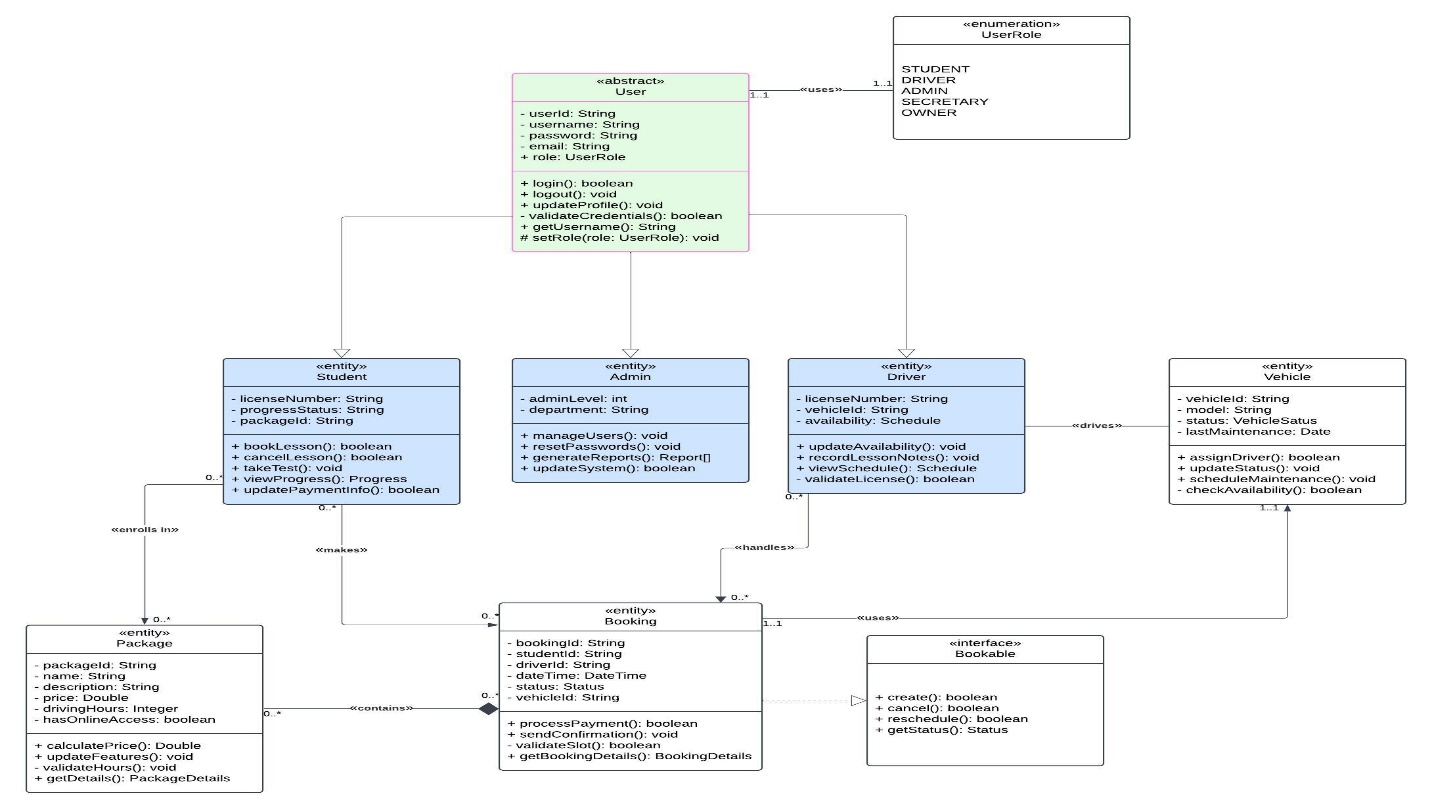 «enumeration»
UserRole
STUDENT
DRIVER
ADMIN
SECRETARY
OWNER
«abstract»
User
- userId: String
- username: String
- password: String
- email: String
+ role: UserRole
+ login(): boolean
+ logout(): void
+ updateProfile(): void
- validateCredentials(): boolean
+ getUsername(): String
# setRole(role: UserRole): void
1..1
«uses»
1..1
«entity»
Student
- licenseNumber: String
- progressStatus: String
- packageId: String
+ bookLesson(): boolean
+ cancelLesson(): boolean
+ takeTest(): void
+ viewProgress(): Progress
+ updatePaymentInfo(): boolean
«entity»
Admin
- adminLevel: int
- department: String
+ manageUsers(): void
+ resetPasswords(): void
+ generateReports(): Report[]
+ updateSystem(): boolean
«entity»
Driver
- licenseNumber: String
- vehicleId: String
- availability: Schedule
+ updateAvailability(): void
+ recordLessonNotes(): void
+ viewSchedule(): Schedule
- validateLicense(): boolean
«drives»
«entity»
Vehicle
- vehicleId: String
- model: String
- status: VehicleSatus
- lastMaintenance: Date
+ assignDriver(): boolean
+ updateStatus(): void
+ scheduleMaintenance(): void
- checkAvailability(): boolean
0..*
«enrolls in»
0..*
0..*
«makes»
0..*
0..*
«handles»
0..*
1..1
«uses»
1..1
«entity»
Package
- packageId: String
- name: String
- description: String
- price: Double
- drivingHours: Integer
- hasOnlineAccess: boolean
+ calculatePrice(): Double
+ updateFeatures(): void
- validateHours(): void
+ getDetails(): PackageDetails
0..*
«contains»
0..*
«entity»
Booking
- bookingId: String
- studentId: String
- driverId: String
- dateTime: DateTime
- status: Status
- vehicleId: String
+ processPayment(): boolean
+ sendConfirmation(): void
- validateSlot(): boolean
+ getBookingDetails(): BookingDetails
«interface»
Bookable
+ create(): boolean
+ cancel(): boolean
+ reschedule(): boolean
+ getStatus(): Status